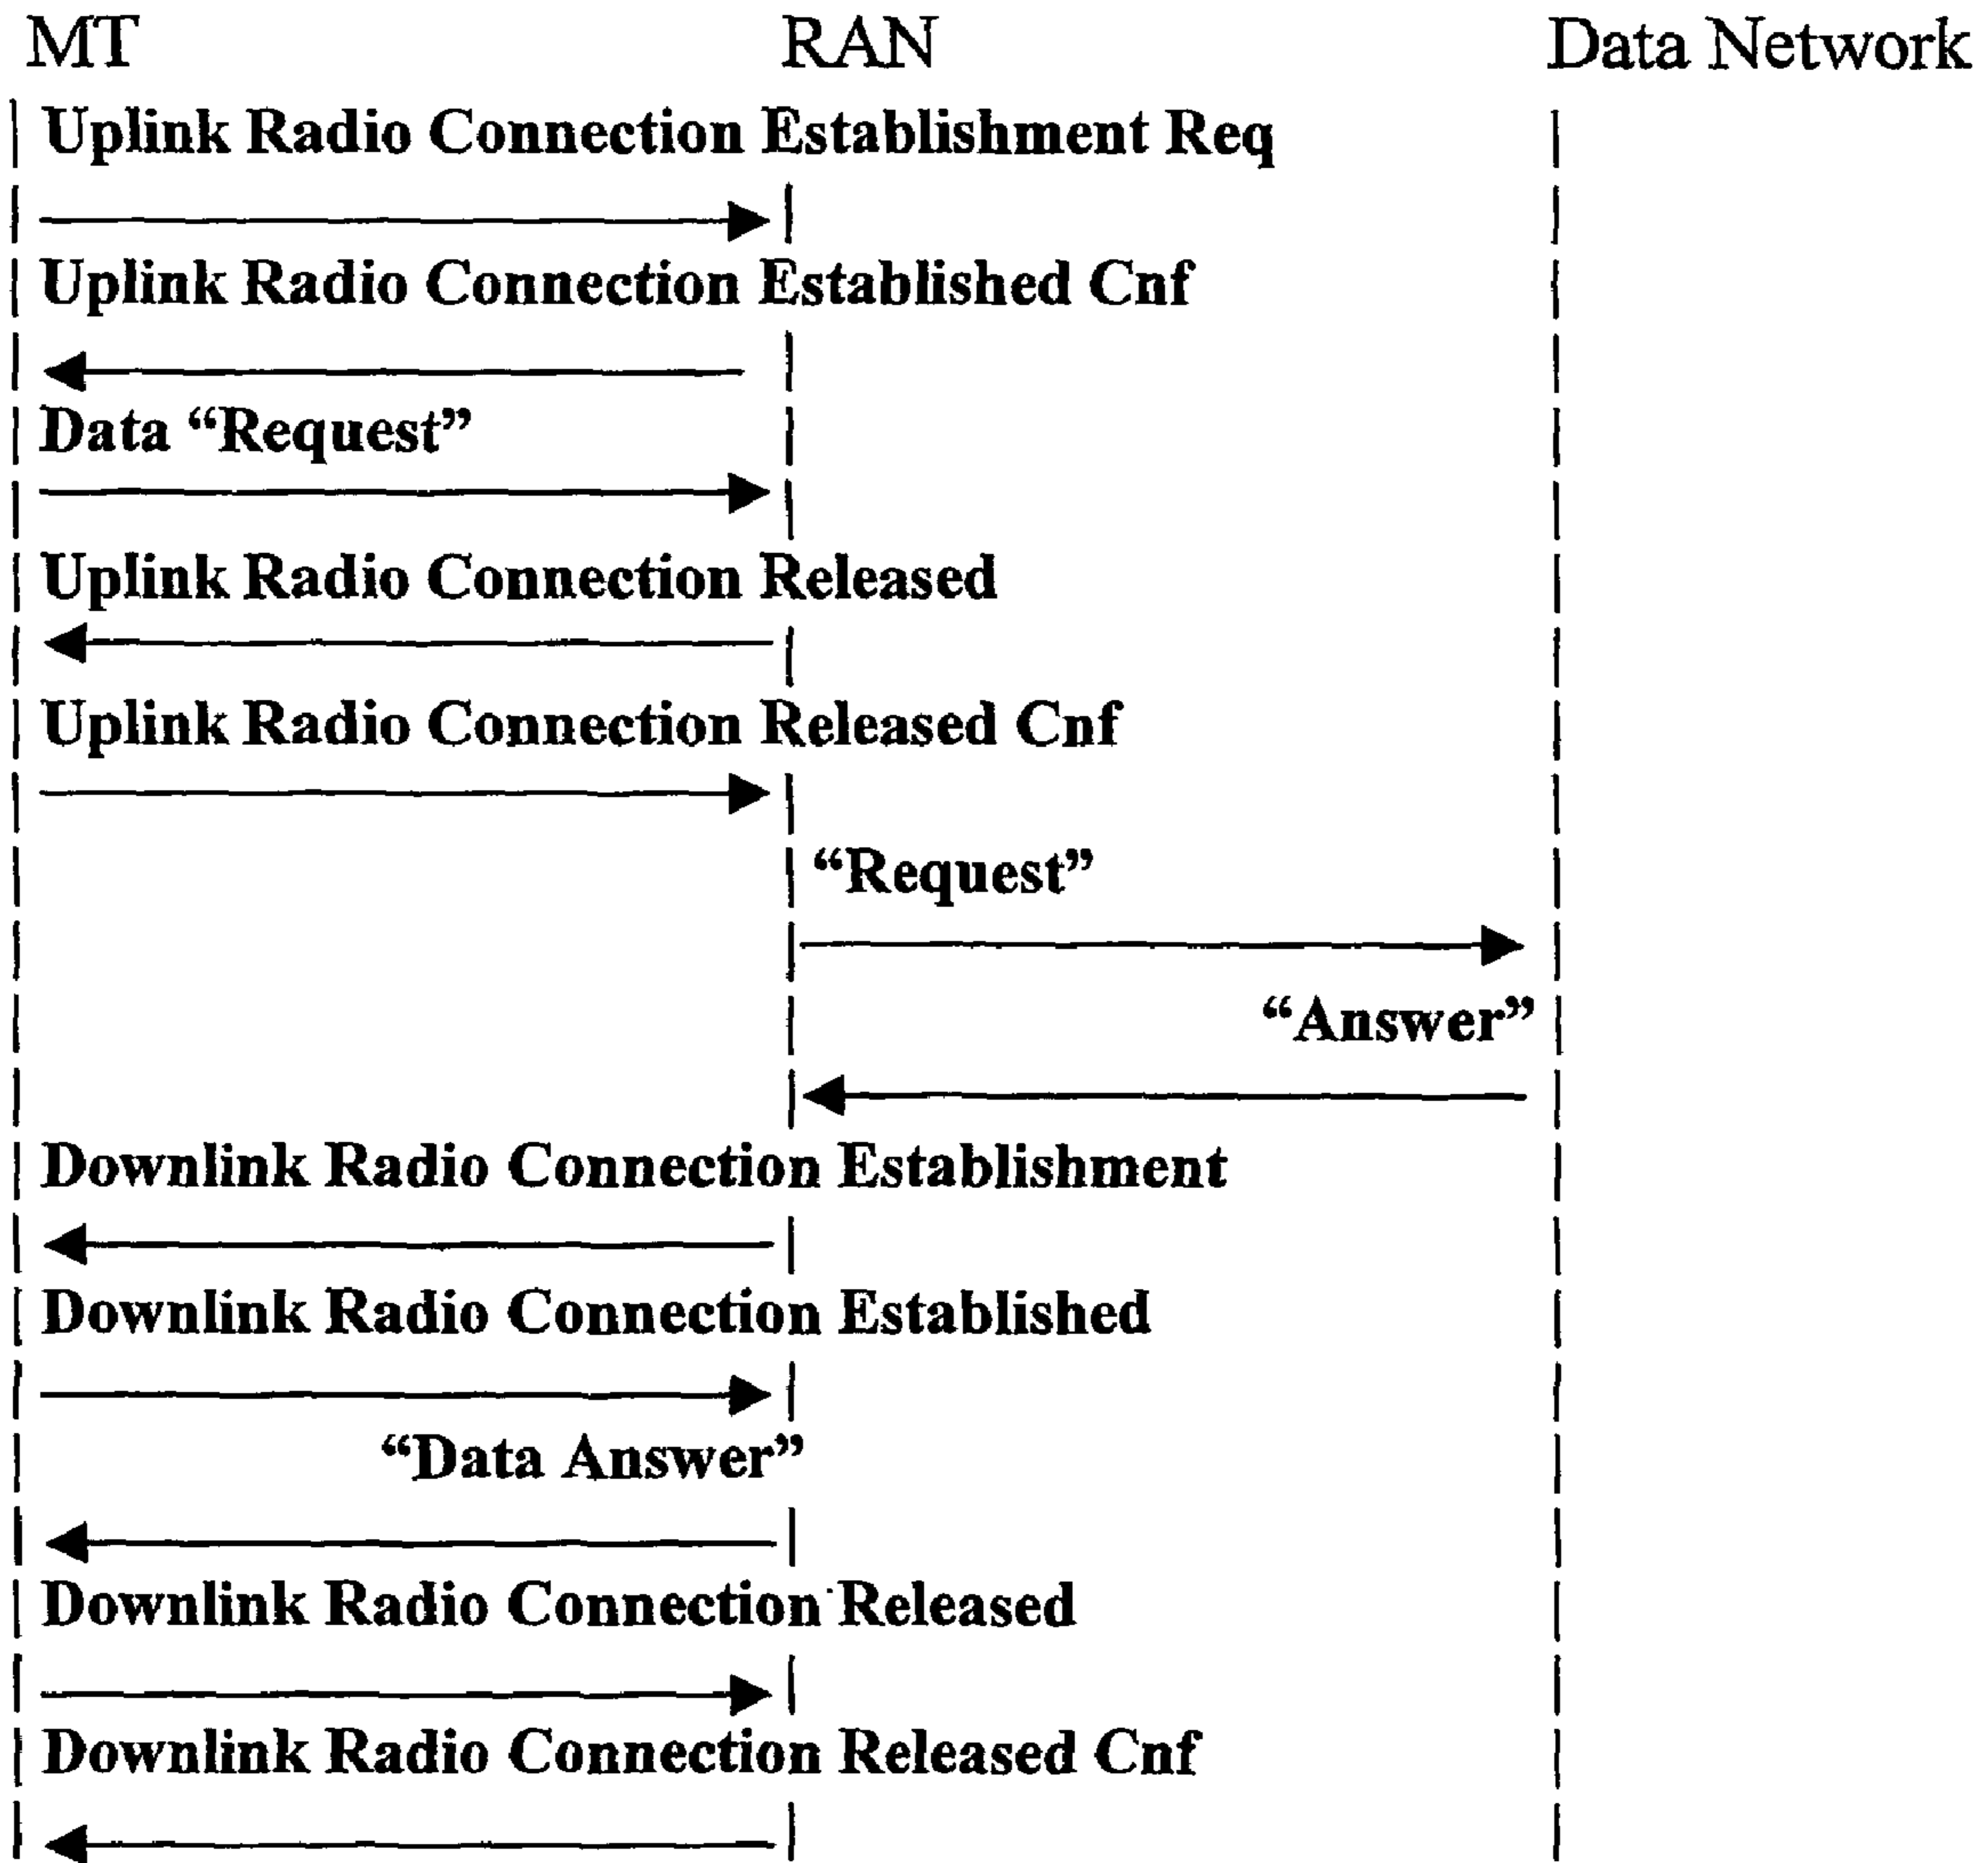 MT RAN Data Network
Uplink Radio Connection Establishment Req
Uplink Radio Connection Established Cnf
Data “Request”
Uplink Radio Connection Released
Uplink Radio Connection Released Cnf
“Request”
“Answer”
Downlink Radio Connection Establishment
Downlink Radio Connection Established
“Data Answer”
Downlink Radio Connection Released
Downlink Radio Connection Released Cnf